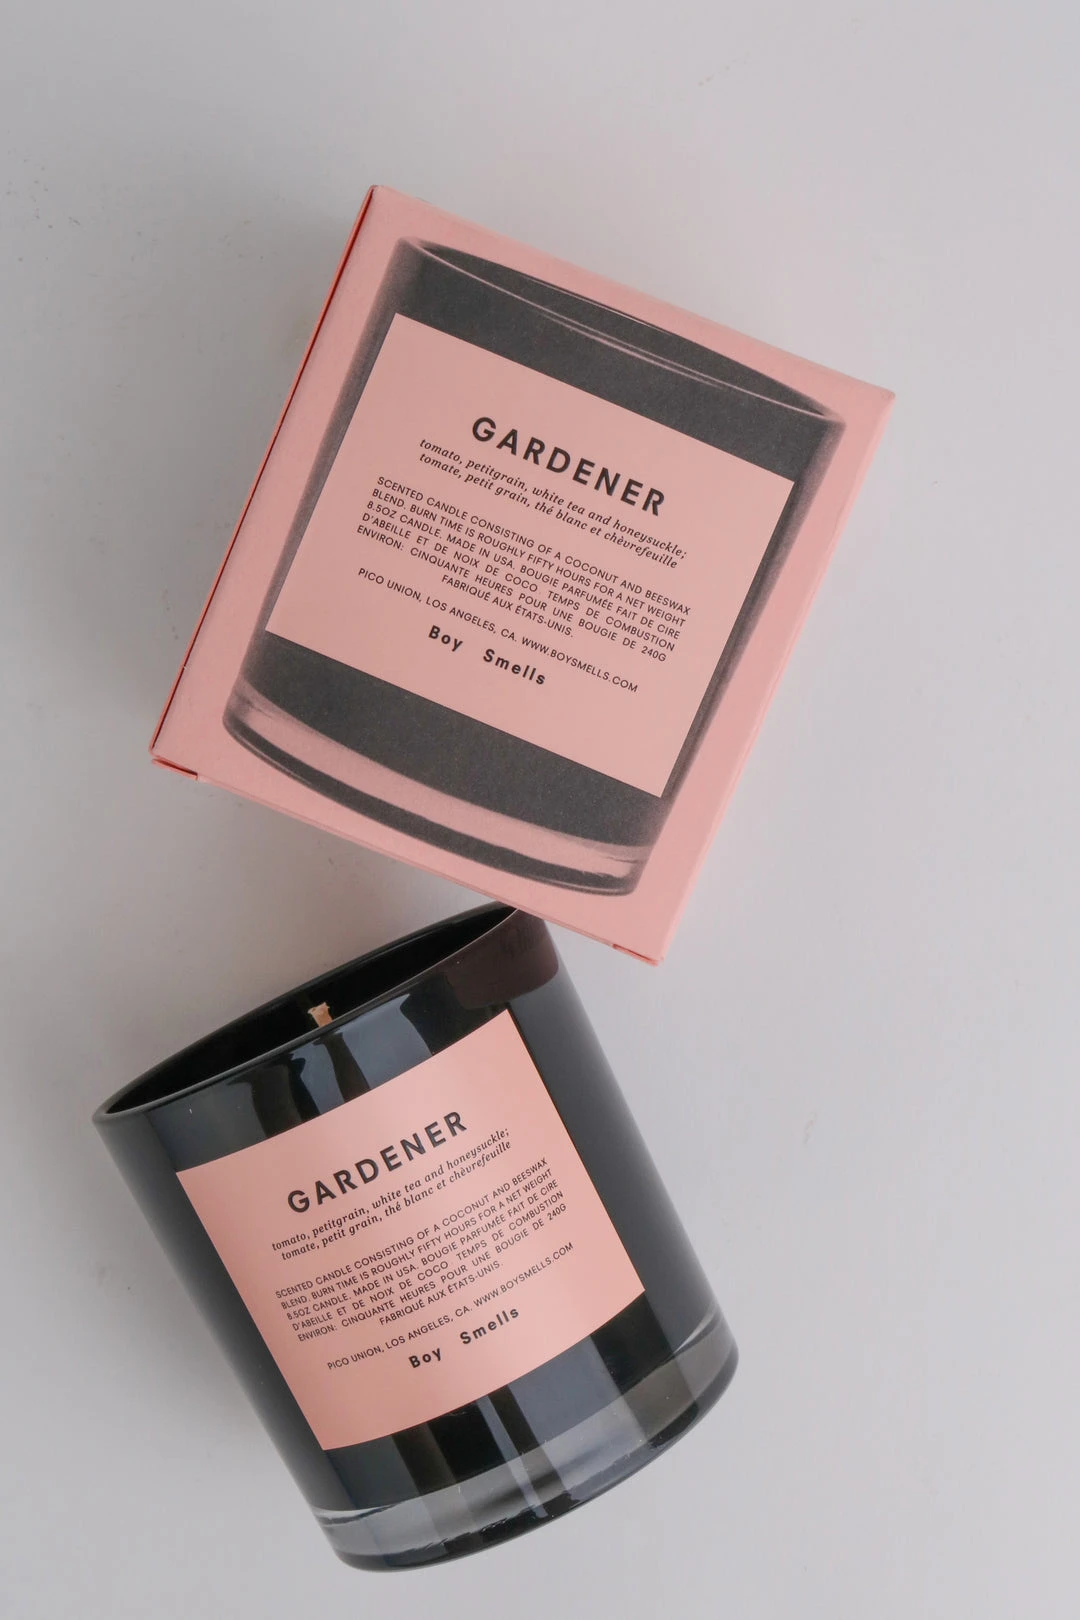 GARDENER
tomato, petitgrain, white tea and honeysuckle;
tomate, petit grain, thé blanc et chèvrefeuille
SCENTED CANDLE CONSISTING OF A COCONUT AND BEESWAX
BLEND. BURN TIME IS ROUGHLY FIFTY HOURS FOR A NET WEIGHT
8.5OZ CANDLE. MADE IN USA. BOUGIE PARFUMÉE FAIT DE CIRE
D'ABEILLE ET DE NOIX DE COCO. TEMPS DE COMBUSTION
ENVIRON: CINQUANTE HEURES POUR UNE BOUGIE DE 240G
FABRIQUÉ AUX ÉTATS-UNIS.
PICO UNION, LOS ANGELES, CA. WWW.BOYSMELLS.COM
Boy Smells
GARDENER
tomato, petitgrain, white tea and honeysuckle;
tomate, petit grain, thé blanc et chèvrefeuille
SCENTED CANDLE CONSISTING OF A COCONUT AND BEESWAX
BLEND. BURN TIME IS ROUGHLY FIFTY HOURS FOR A NET WEIGHT
8.5OZ CANDLE. MADE IN USA. BOUGIE PARFUMÉE FAIT DE CIRE
D'ABEILLE ET DE NOIX DE COCO. TEMPS DE COMBUSTION
ENVIRON: CINQUANTE HEURES POUR UNE BOUGIE DE 240G
FABRIQUÉ AUX ÉTATS-UNIS.
PICO UNION, LOS ANGELES, CA. WWW.BOYSMELLS.COM
Boy Smells